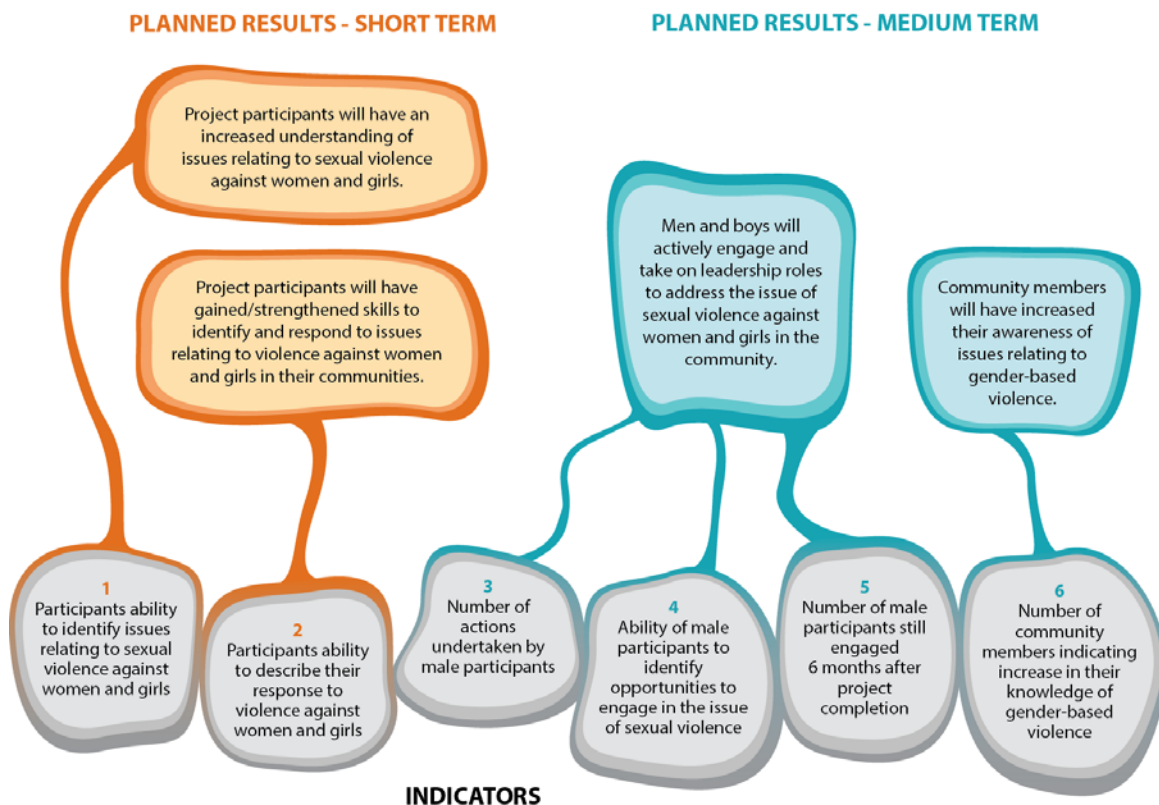 PLANNED RESULTS - SHORT TERM
PLANNED RESULTS - MEDIUM TERM
Project participants will have an
increased understanding of
issues relating to sexual violence
against women and girls.
Project participants will have
gained/strengthened skills to
identify and respond to issues
relating to violence against women
and girls in their communities.
Men and boys will
actively engage and
take on leadership roles
to address the issue of
sexual violence against
women and girls in the
community.
Community members
will have increased
their awareness of
issues relating to
gender-based
violence.
1
Participants ability
to identify issues
relating to sexual
violence against
women and girls
2
Participants ability
to describe their
response to
violence against
women and girls
3
Number of
actions
undertaken by
male participants
4
Ability of male
participants to
identify
opportunities to
engage in the issue
of sexual violence
5
Number of male
participants still
engaged
6 months after
project
completion
6
Number of
community
members indicating
increase in their
knowledge of
gender-based
violence
INDICATORS